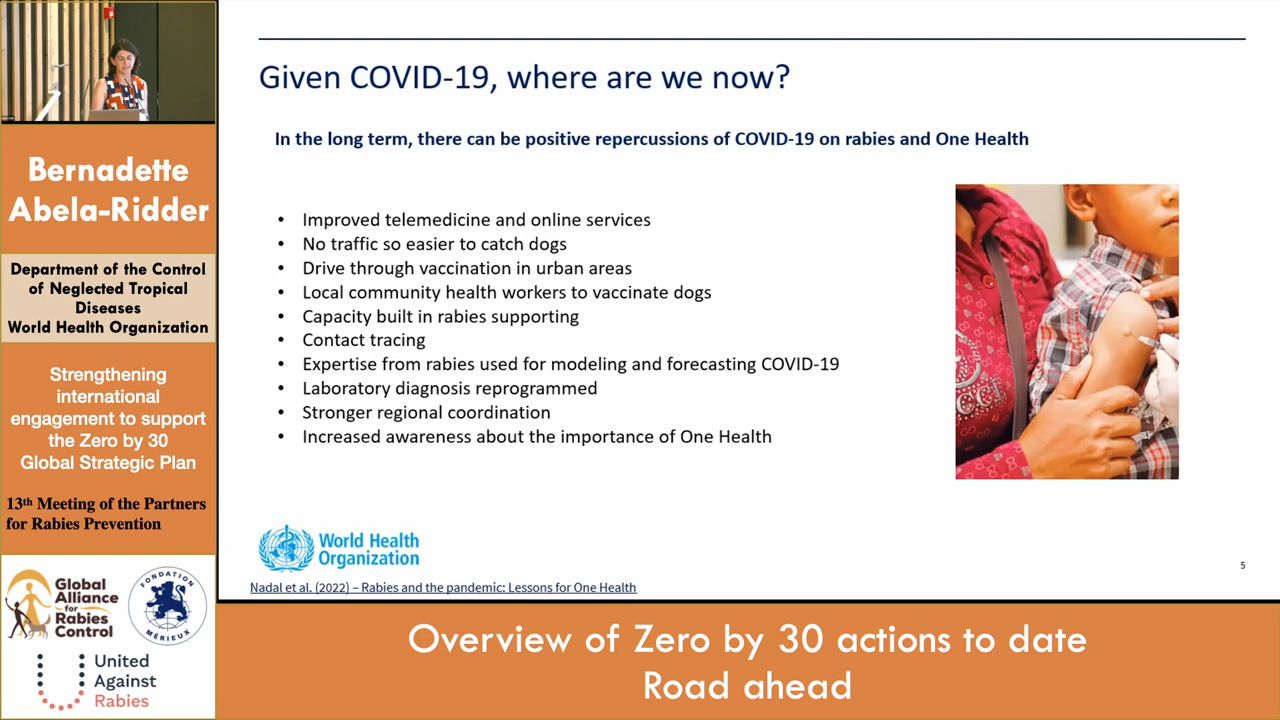 Bernadette
Abela-Ridder
Department of the Control
of Neglected Tropical
Diseases
World Health Organization
Strengthening
international
engagement to support
the Zero by 30
Global Strategic Plan
13th Meeting of the Partners
for Rabies Prevention
Global
Alliance
for
Rabies
Control
FONDATION
MÉRIEUX
United
Against
Rabies
Given COVID-19, where are we now?
In the long term, there can be positive repercussions of COVID-19 on rabies and One Health
• Improved telemedicine and online services
• No traffic so easier to catch dogs
• Drive through vaccination in urban areas
• Local community health workers to vaccinate dogs
• Capacity built in rabies supporting
• Contact tracing
• Expertise from rabies used for modeling and forecasting COVID-19
• Laboratory diagnosis reprogrammed
• Stronger regional coordination
• Increased awareness about the importance of One Health
World Health
Organization
5
Nadal et al. (2022) – Rabies and the pandemic: Lessons for One Health
Overview of Zero by 30 actions to date
Road ahead